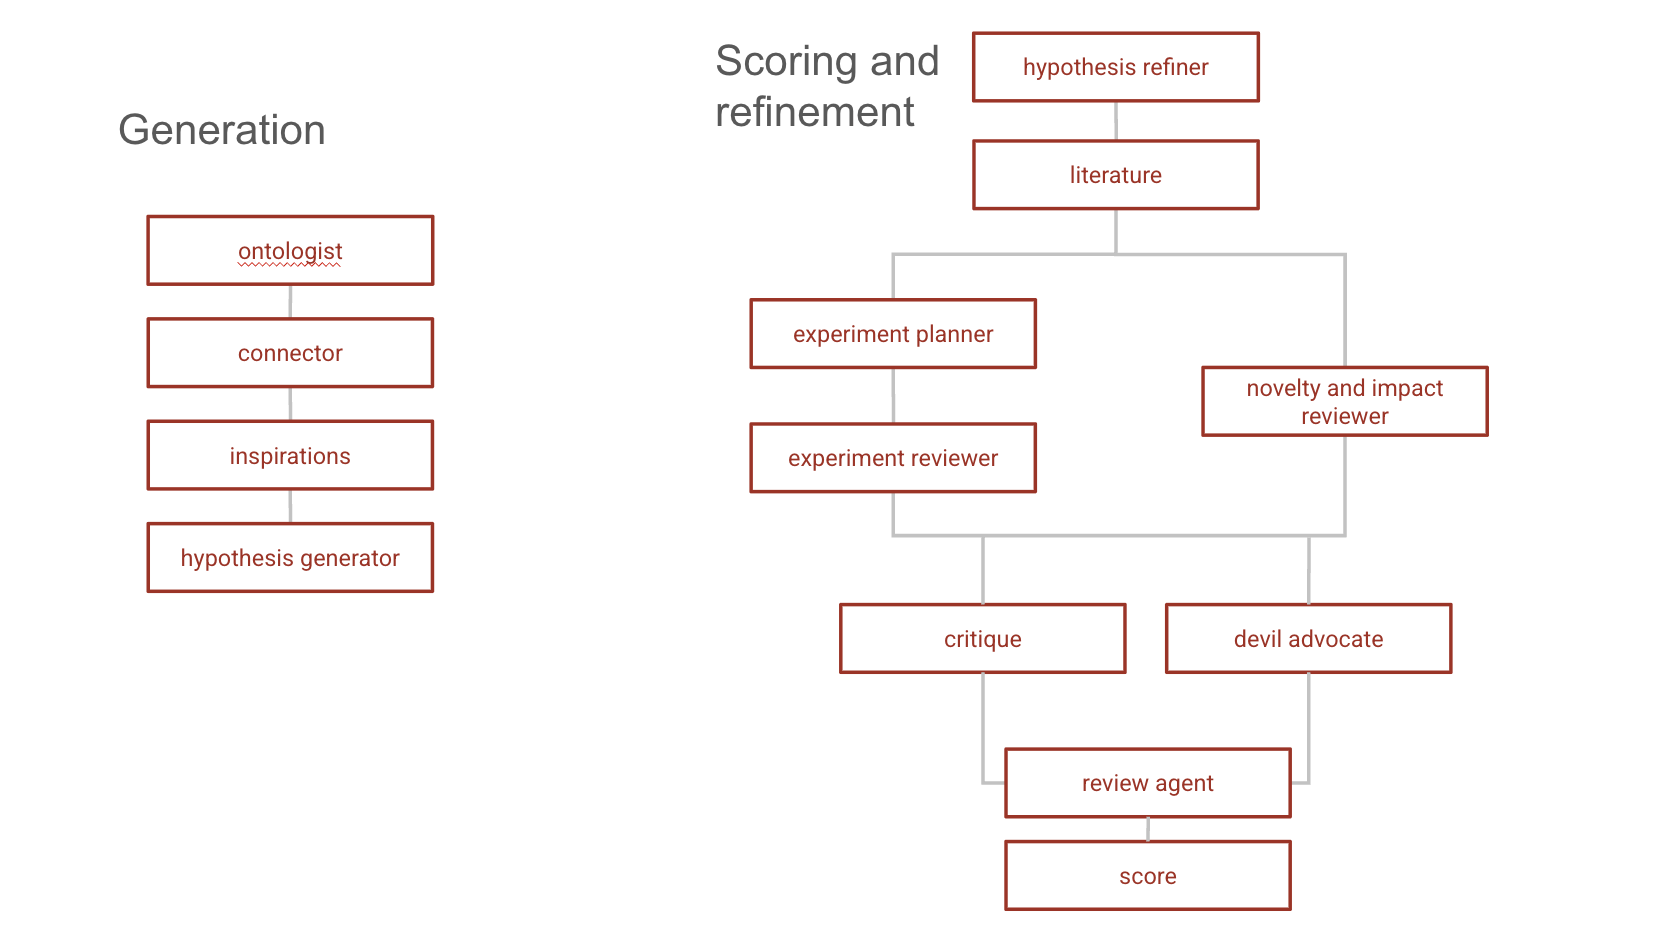 Generation
ontologist
connector
inspirations
hypothesis generator
Scoring and
refinement
hypothesis refiner
literature
experiment planner
experiment reviewer
novelty and impact
reviewer
critique
devil advocate
review agent
score